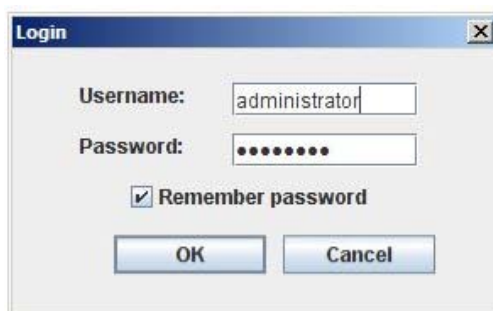 Login
Username: administrator
Password: ••••••••
Remember password
OK Cancel